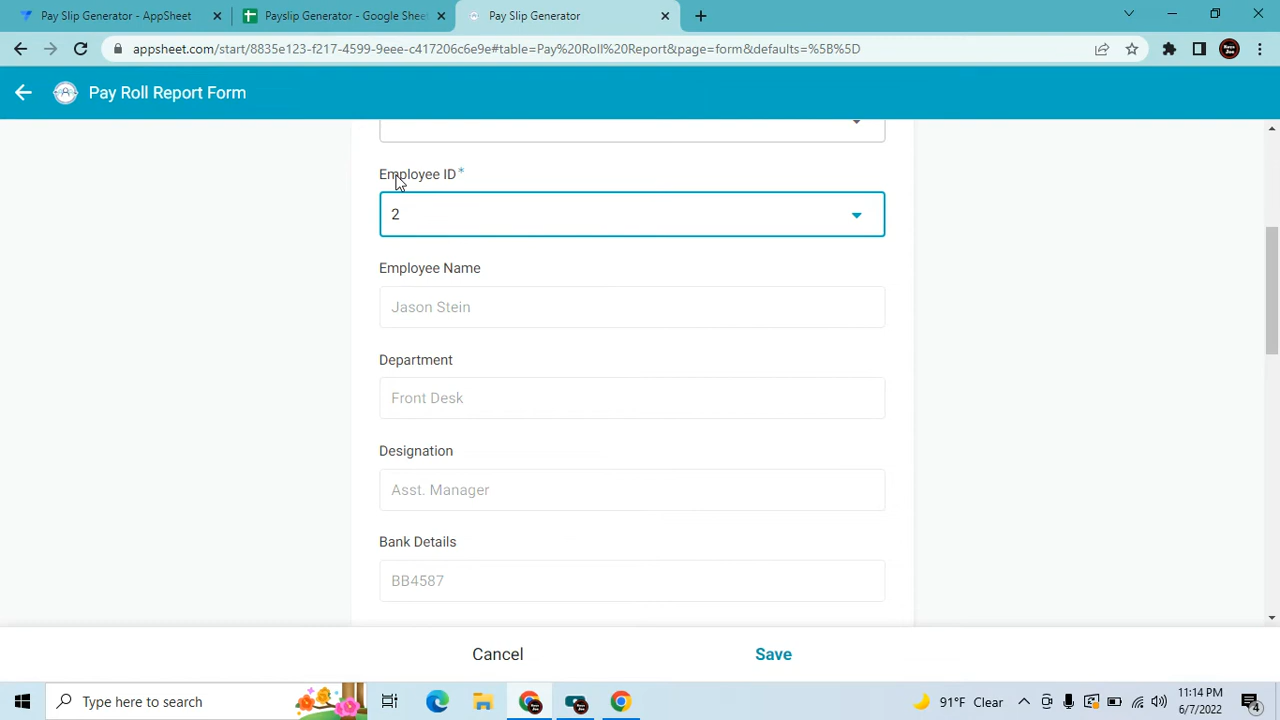 Pay Slip Generator - AppSheet
Payslip Generator - Google Shee
Pay Slip Generator
appsheet.com/start/8835e123-f217-4599-9eee-c417206c6e9e#table=Pay%20Roll%20Report&page=form&defaults=%5B%5D
Pay Roll Report Form
Employee ID*
2
Employee Name
Jason Stein
Department
Front Desk
Designation
Asst. Manager
Bank Details
BB4587
Cancel
Save
Type here to search
91°F Clear
11:14 PM
6/7/2022
4